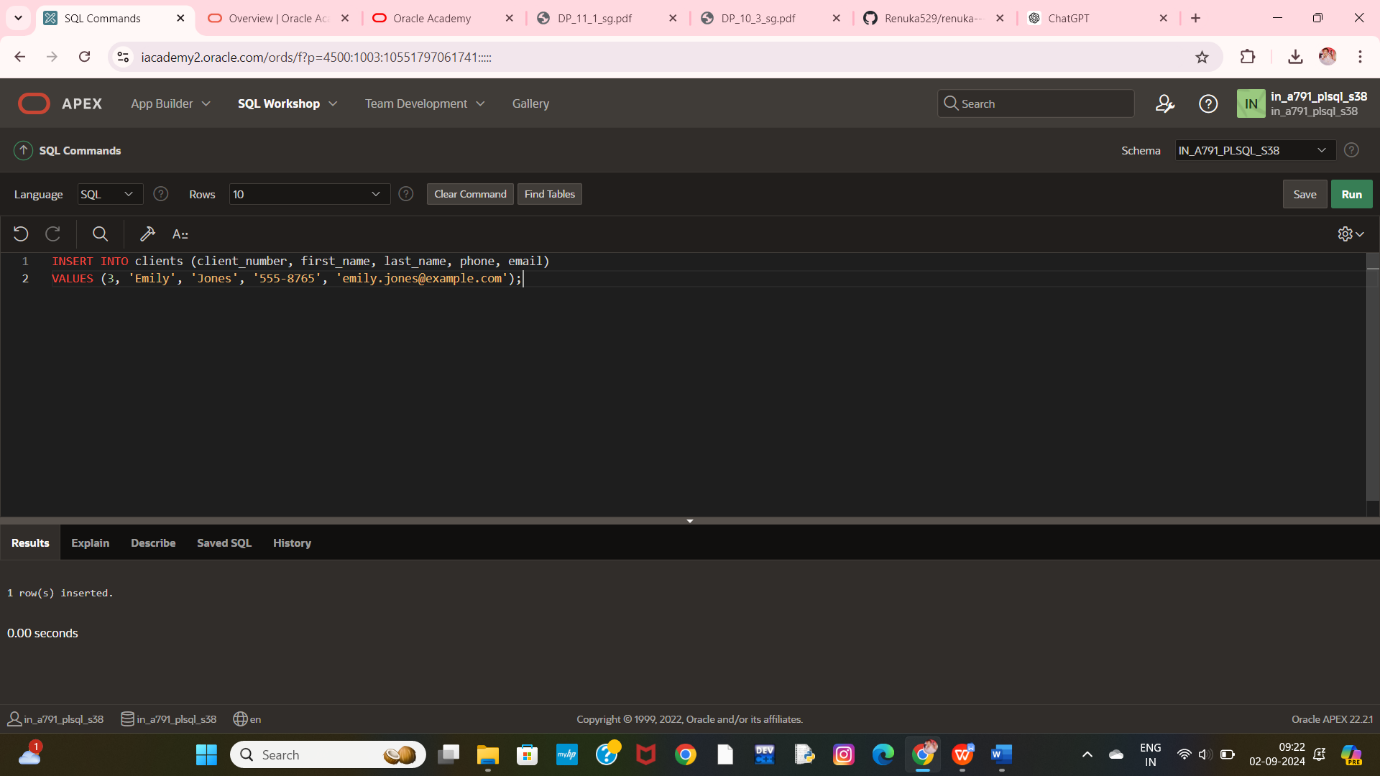 SQL Commands
Overview | Oracle Aca
Oracle Academy
DP_11_1_sg.pdf
DP_10_3_sg.pdf
Renuka529/renuka--
ChatGPT
iacademy2.oracle.com/ords/f?p=4500:1003:10551797061741:::::
APEX
App Builder
SQL Workshop
Team Development
Gallery
Search
IN
in_a791_plsql_s38
in_a791_plsql_s38
SQL Commands
Schema
IN_A791_PLSQL_S38
Language
SQL
Rows
10
Clear Command
Find Tables
Save
Run
A::
1 INSERT INTO clients (client_number, first_name, last_name, phone, email)
2 VALUES (3, 'Emily', 'Jones', '555-8765', 'emily.jones@example.com');
Results
Explain
Describe
Saved SQL
History
1 row(s) inserted.
0.00 seconds
in_a791_plsql_s38
in_a791_plsql_s38
en
Copyright © 1999, 2022, Oracle and/or its affiliates.
Oracle APEX 22.2.1
1
Search
myhp
DEV
ENG
IN
09:22
02-09-2024
PRE